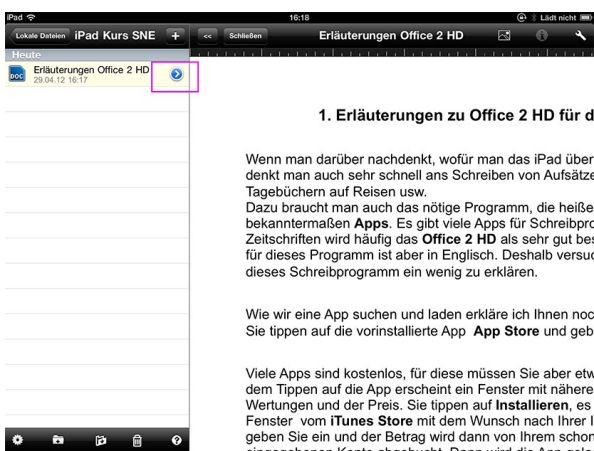 iPad
16:18
Lädt nicht
Lokale Dateien
iPad Kurs SNE
+
<<
Schließen
Erläuterungen Office 2 HD
Heute
DOC
Erläuterungen Office 2 HD
29.04.12 16:17
1. Erläuterungen zu Office 2 HD für d
Wenn man darüber nachdenkt, wofür man das iPad über
denkt man auch sehr schnell ans Schreiben von Aufsätze
Tagebüchern auf Reisen usw.
Dazu braucht man auch das nötige Programm, die heiße
bekanntermaßen Apps. Es gibt viele Apps für Schreibpro
Zeitschriften wird häufig das Office 2 HD als sehr gut bes
für dieses Programm ist aber in Englisch. Deshalb versuc
dieses Schreibprogramm ein wenig zu erklären.
Wie wir eine App suchen und laden erkläre ich Ihnen noc
Sie tippen auf die vorinstallierte App App Store und geb
Viele Apps sind kostenlos, für diese müssen Sie aber etw
dem Tippen auf die App erscheint ein Fenster mit nähere
Wertungen und der Preis. Sie tippen auf Installieren, es
Fenster vom iTunes Store mit dem Wunsch nach Ihrer I
geben Sie ein und der Betrag wird dann von Ihrem schon